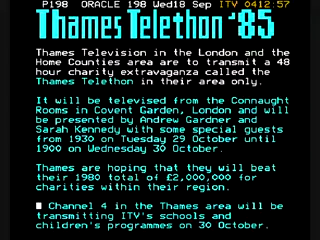 P198 ORACLE 198 Wed18 Sep ITV 0412:57
Thames Telethon '85
Thames Television in the London and the
Home Counties area are to transmit a 48
hour charity extravaganza called the
Thames Telethon in their area only.
It will be televised from the Connaught
Rooms in Covent Garden, London and will
be presented by Andrew Gardner and
Sarah Kennedy with some special guests
from 1930 on Tuesday 29 October until
1900 on Wednesday 30 October.
Thames are hoping that they will beat
their 1980 total of £2,000,000 for
charities within their region.
Channel 4 in the Thames area will be
transmitting ITV's schools and
children's programmes on 30 October.